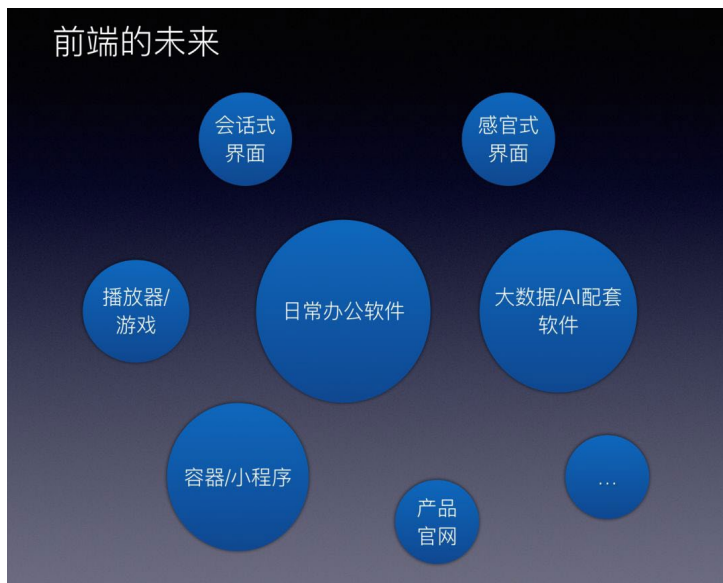 前端的未来
会话式
界面
感官式
界面
播放器/
游戏
日常办公软件
大数据/AI配套
软件
容器/小程序
产品
官网
...